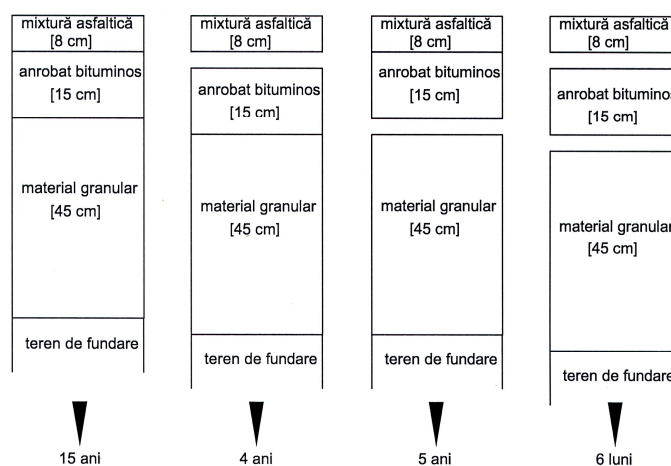 mixtură asfaltică
[8 cm]
anrobat bituminos
[15 cm]
material granular
[45 cm]
teren de fundare
15 ani
mixtură asfaltică
[8 cm]
anrobat bituminos
[15 cm]
material granular
[45 cm]
teren de fundare
4 ani
mixtură asfaltică
[8 cm]
anrobat bituminos
[15 cm]
material granular
[45 cm]
teren de fundare
5 ani
mixtură asfaltică
[8 cm]
anrobat bituminos
[15 cm]
material granular
[45 cm]
teren de fundare
6 luni